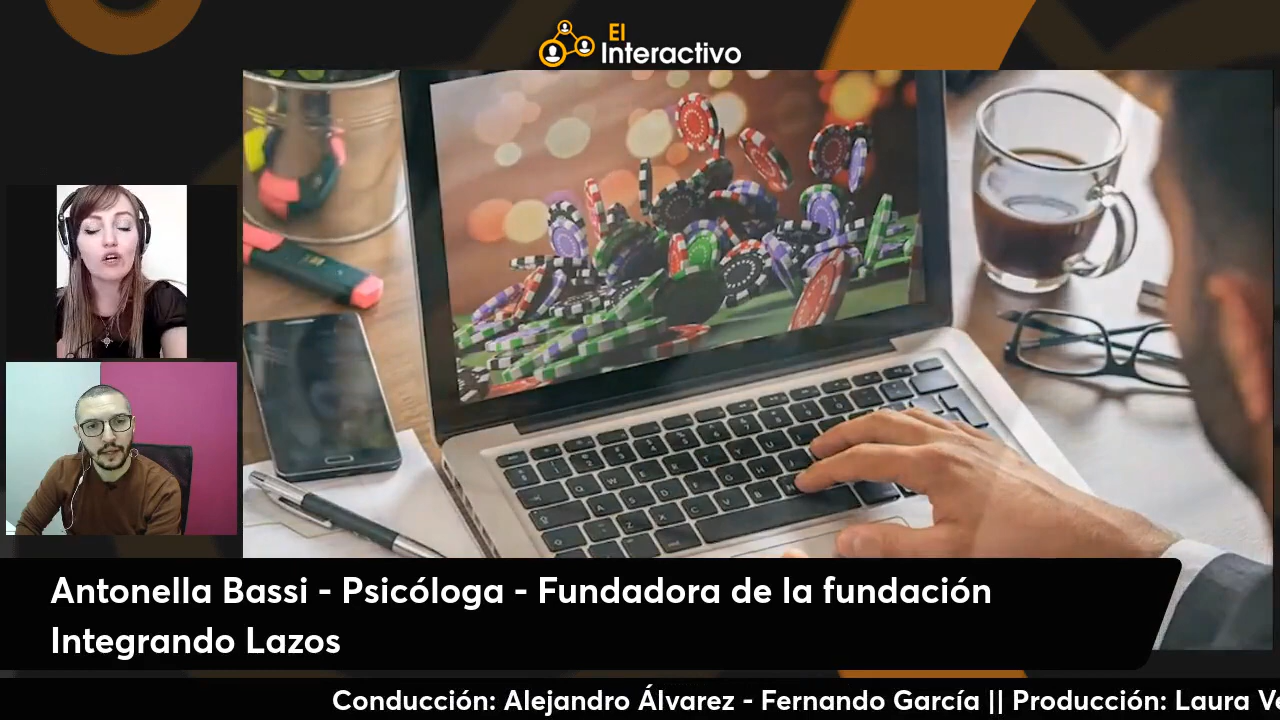 El
Interactivo
Antonella Bassi - Psicóloga - Fundadora de la fundación
Integrando Lazos
Conducción: Alejandro Álvarez - Fernando García || Producción: Laura